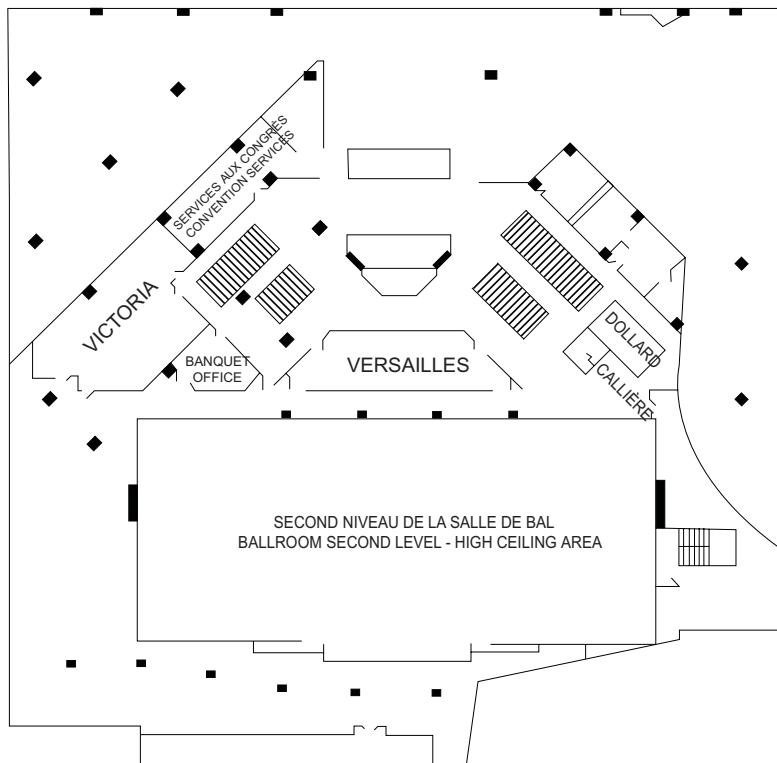 SERVICES AUX CONGRÈS
CONVENTION SERVICES
VICTORIA
BANQUET
OFFICE
VERSAILLES
DOLLARD
CALLIÈRE
SECOND NIVEAU DE LA SALLE DE BAL
BALLROOM SECOND LEVEL - HIGH CEILING AREA